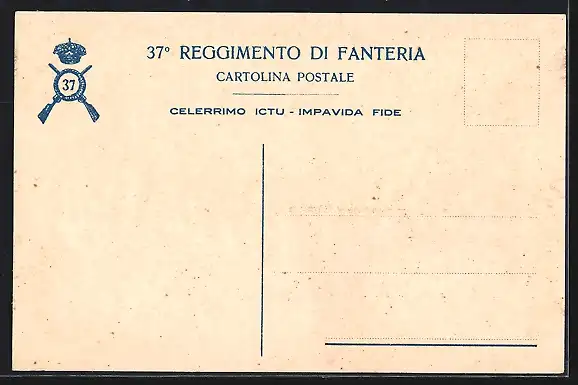 37° REGGIMENTO DI FANTERIA
CARTOLINA POSTALE
CELERRIMO ICTU - IMPAVIDA FIDE
37